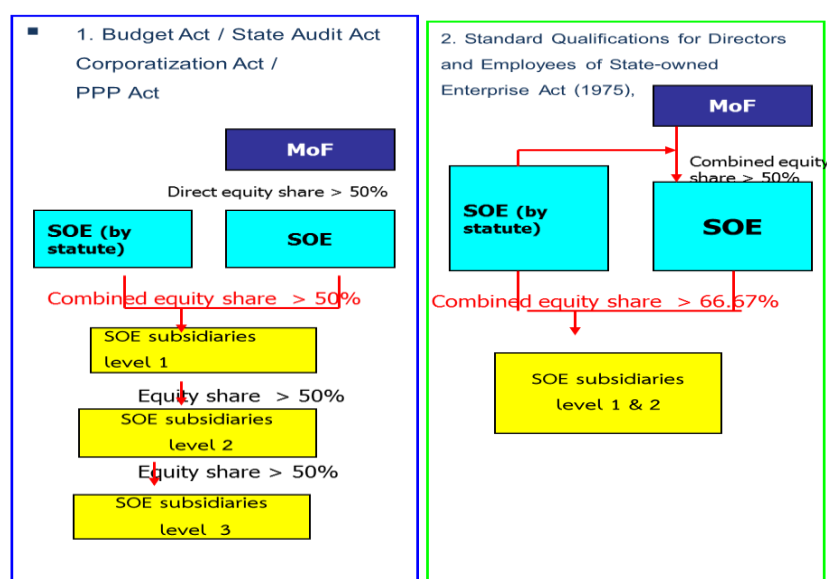 1. Budget Act / State Audit Act
Corporatization Act /
PPP Act
MoF
Direct equity share > 50%
SOE (by
statute)
SOE
Combined equity share > 50%
SOE subsidiaries
level 1
Equity share > 50%
SOE subsidiaries
level 2
Equity share > 50%
SOE subsidiaries
level 3
2. Standard Qualifications for Directors
and Employees of State-owned
Enterprise Act (1975),
MoF
Combined equity
share > 50%
SOE (by
statute)
SOE
Combined equity share > 66.67%
SOE subsidiaries
level 1 & 2